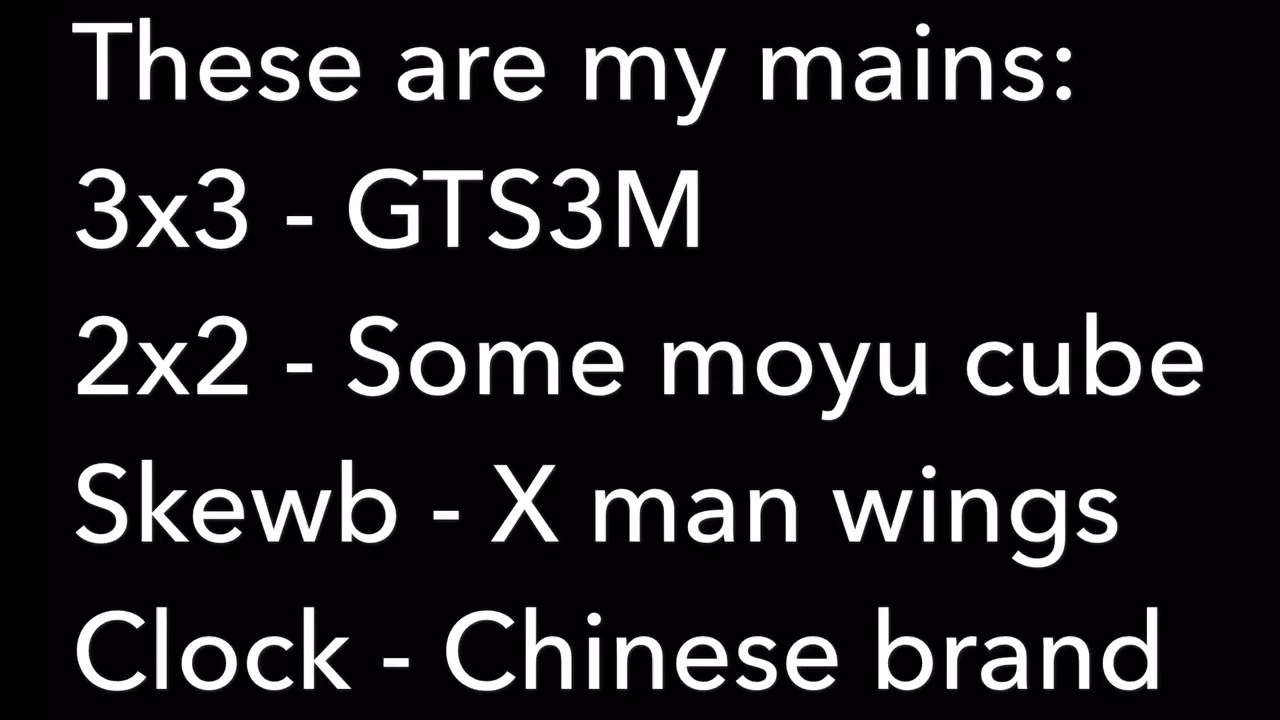 These are my mains:
3x3 - GTS3M
2x2 - Some moyu cube
Skewb - X man wings
Clock - Chinese brand